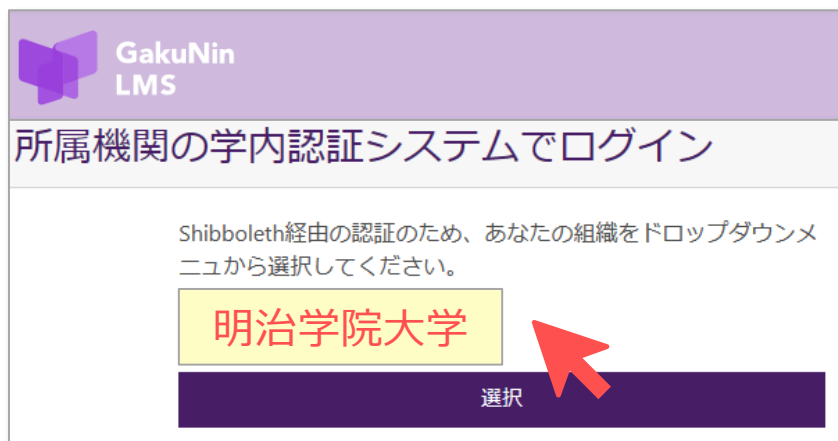 GakuNin
LMS
所属機関の学内認証システムでログイン
Shibboleth経由の認証のため、あなたの組織をドロップダウンメ
ニュから選択してください。
明治学院大学
選択